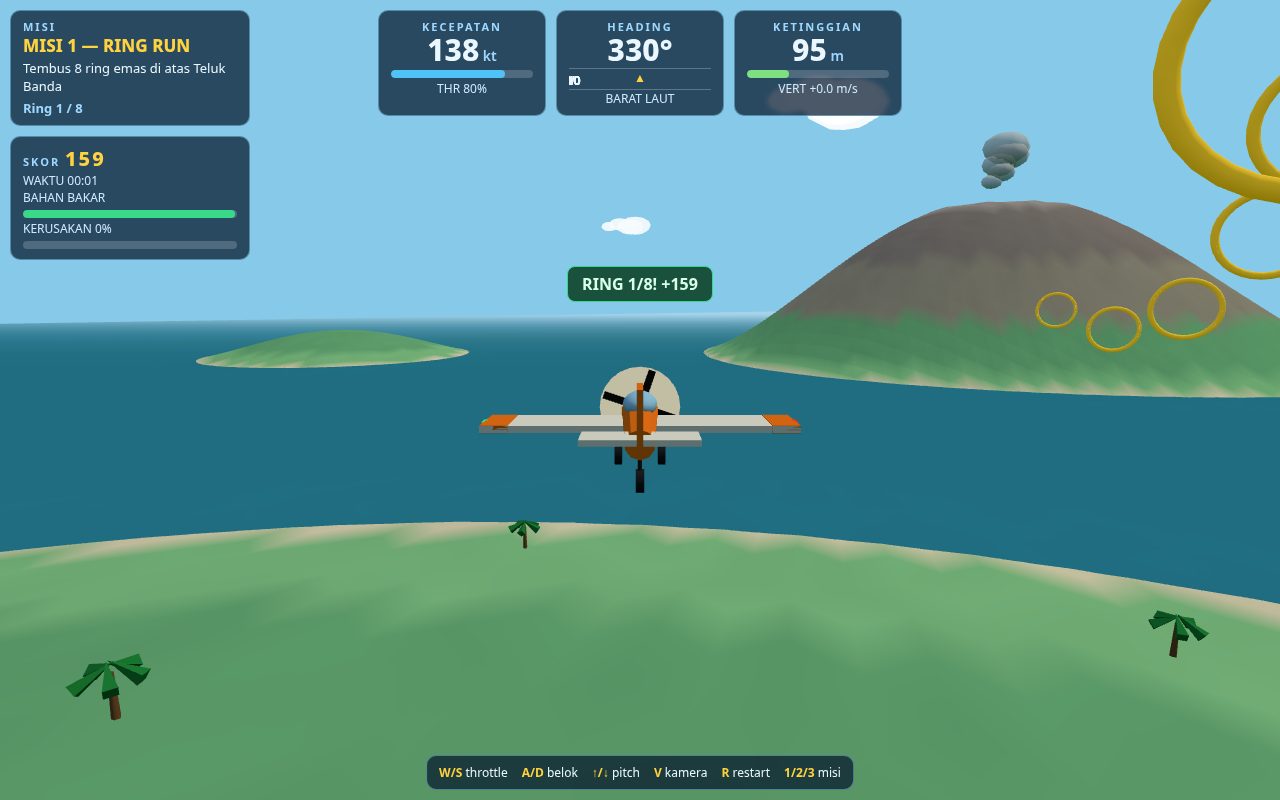 MISI
MISI 1 — RING RUN
Tembus 8 ring emas di atas Teluk
Banda
Ring 1 / 8
SKOR 159
WAKTU 00:01
BAHAN BAKAR
KERUSAKAN 0%
KECEPATAN
138 kt
THR 80%
HEADING
330°
▲
BARAT LAUT
KETINGGIAN
95 m
VERT +0.0 m/s
RING 1/8! +159
W/S throttle A/D belok ↑/↓ pitch V kamera R restart 1/2/3 misi